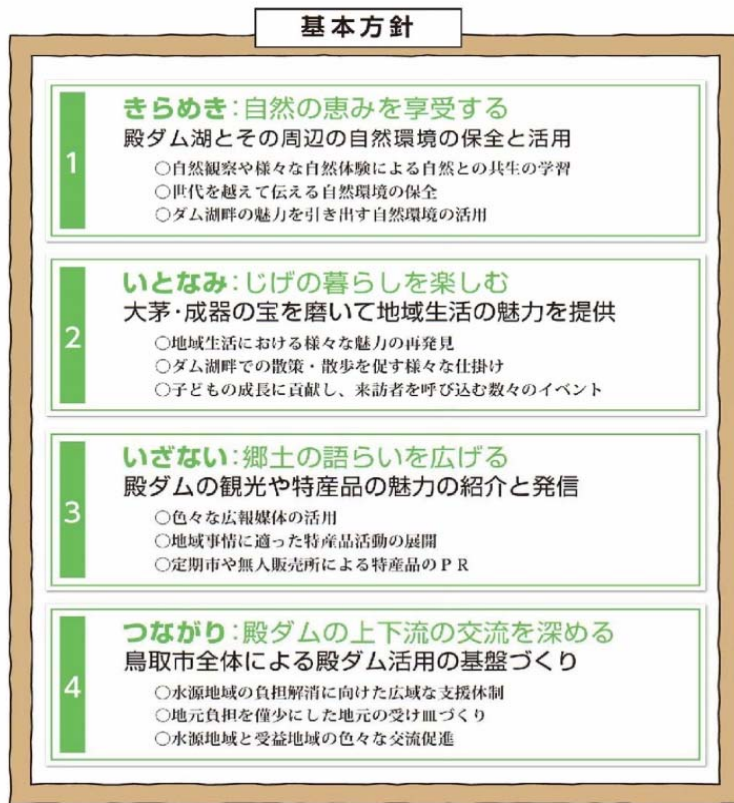 基本方針
1
きらめき:自然の恵みを享受する
殿ダム湖とその周辺の自然環境の保全と活用
○自然観察や様々な自然体験による自然との共生の学習
○世代を越えて伝える自然環境の保全
○ダム湖畔の魅力を引き出す自然環境の活用
2
いとなみ:じげの暮らしを楽しむ
大茅・成器の宝を磨いて地域生活の魅力を提供
○地域生活における様々な魅力の再発見
○ダム湖畔での散策・散歩を促す様々な仕掛け
○子どもの成長に貢献し、来訪者を呼び込む数々のイベント
3
いざない:郷土の語らいを広げる
殿ダムの観光や特産品の魅力の紹介と発信
○色々な広報媒体の活用
○地域事情に適った特産品活動の展開
○定期市や無人販売所による特産品のPR
4
つながり:殿ダムの上下流の交流を深める
鳥取市全体による殿ダム活用の基盤づくり
○水源地域の負担解消に向けた広域な支援体制
○地元負担を僅少にした地元の受け皿づくり
○水源地域と受益地域の色々な交流促進